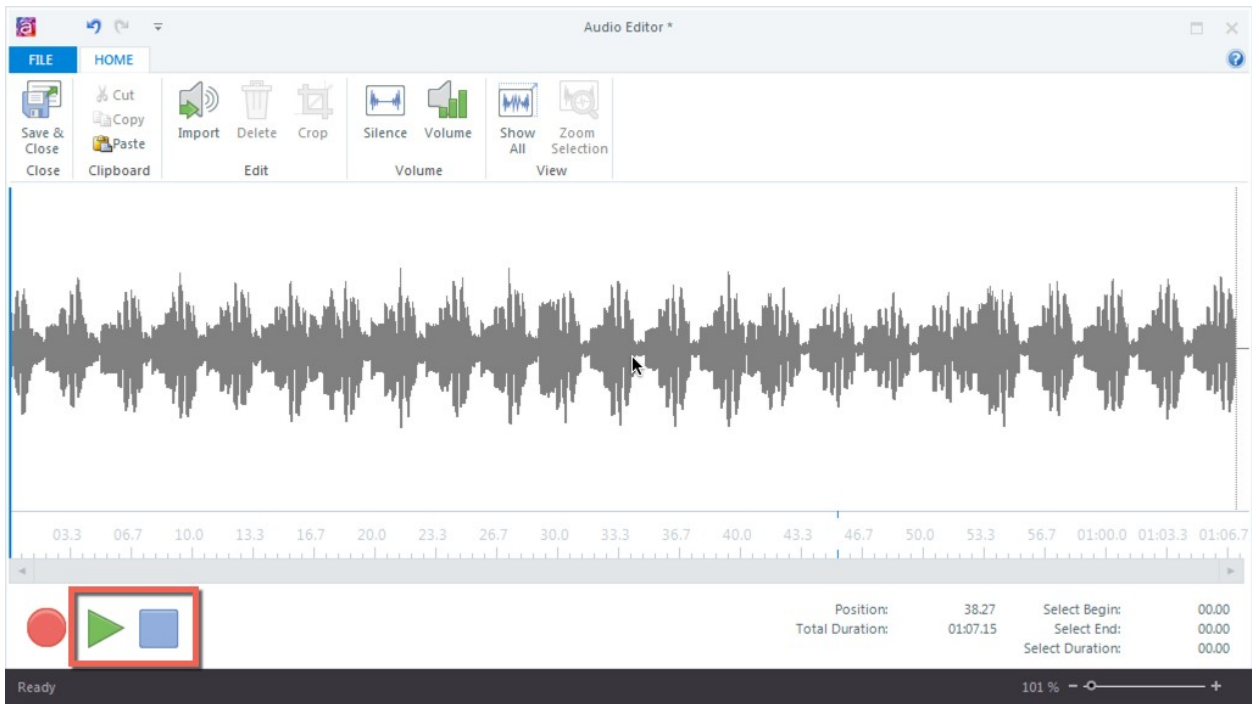 a
Audio Editor *
FILE HOME
Save & Close
Cut
Copy
Paste
Import Delete Crop
Silence Volume
Show All
Zoom Selection
Close Clipboard Edit Volume View
03.3 06.7 10.0 13.3 16.7 20.0 23.3 26.7 30.0 33.3 36.7 40.0 43.3 46.7 50.0 53.3 56.7 01:00.0 01:03.3 01:06.7
Position: 38.27 Select Begin: 00.00
Total Duration: 01:07.15 Select End: 00.00
Select Duration: 00.00
Ready 101 %